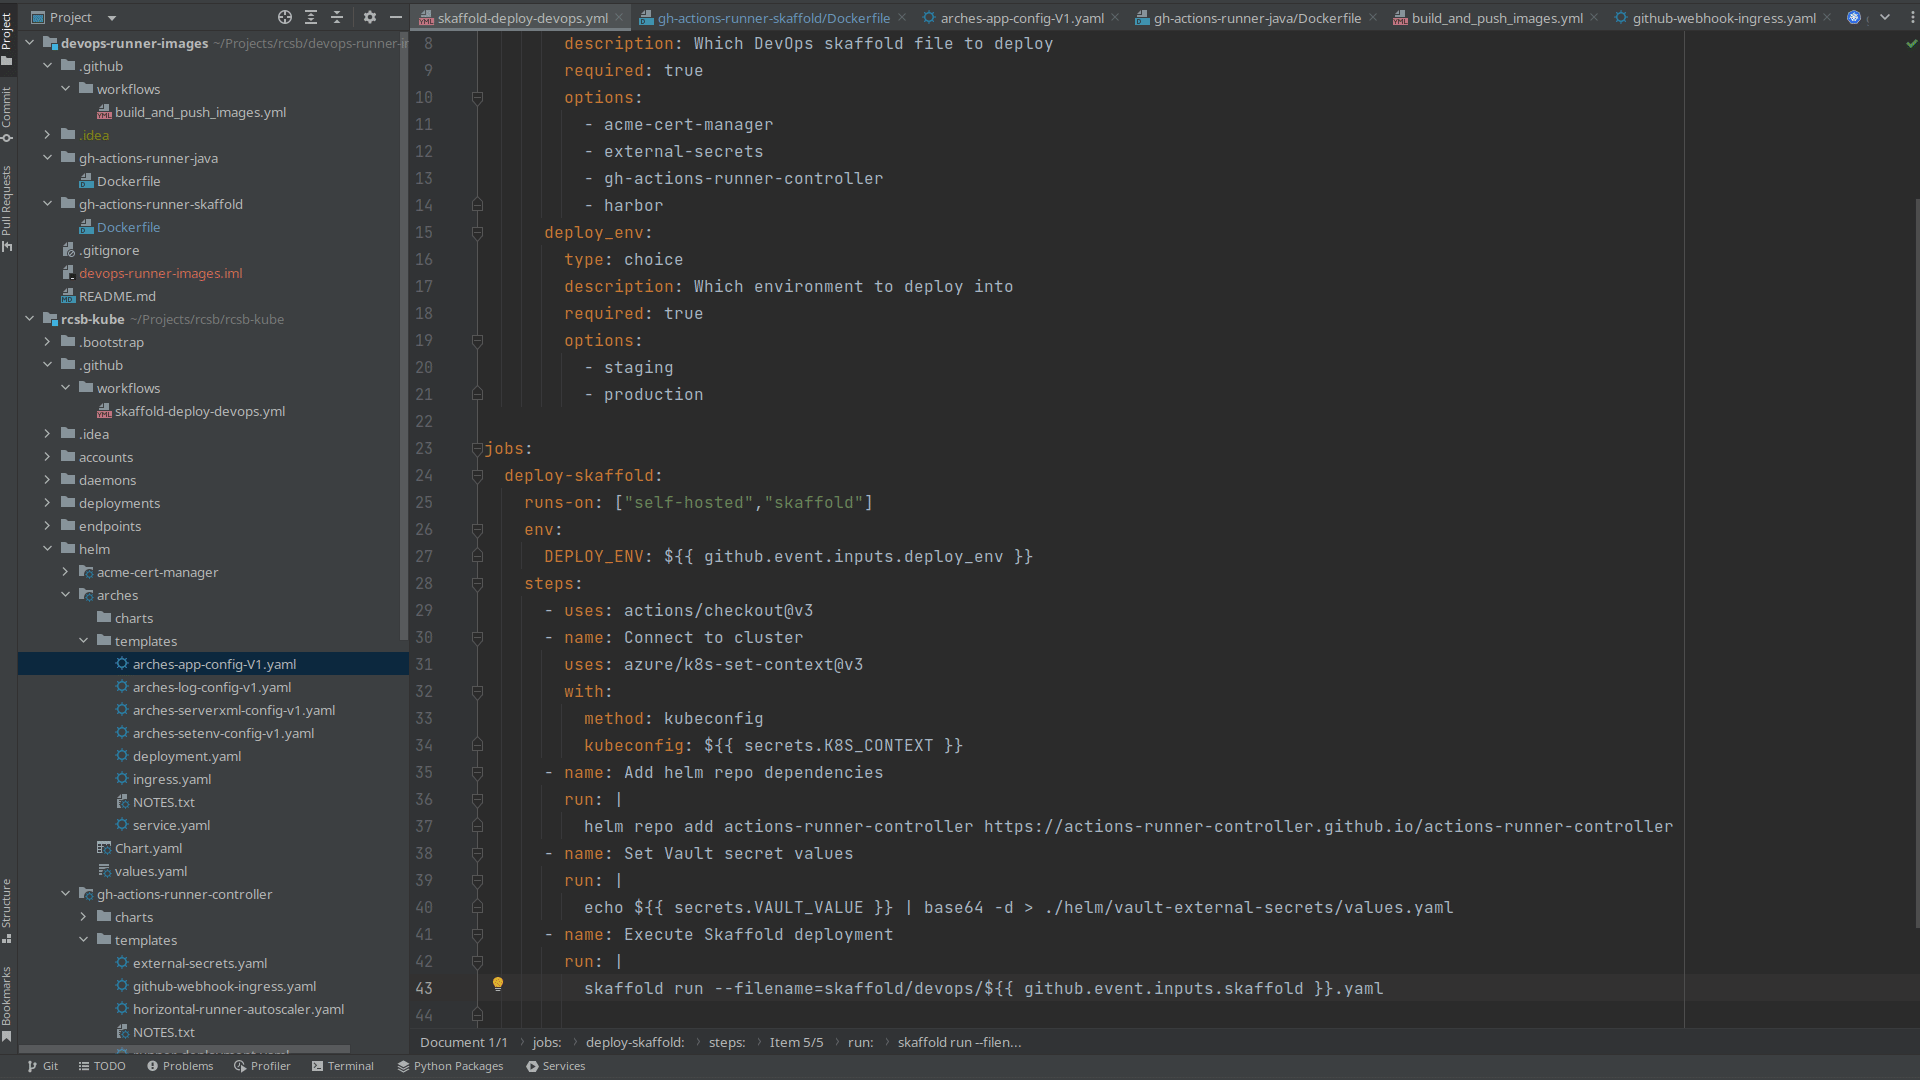 Project
skaffold-deploy-devops.yml
gh-actions-runner-skaffold/Dockerfile
arches-app-config-V1.yaml
gh-actions-runner-java/Dockerfile
build_and_push_images.yml
github-webhook-ingress.yaml
Project
Commit
Pull Requests
Structure
Bookmarks
devops-runner-images ~/Projects/rcsb/devops-runner-ir
.github
workflows
build_and_push_images.yml
.idea
gh-actions-runner-java
Dockerfile
gh-actions-runner-skaffold
Dockerfile
.gitignore
devops-runner-images.iml
README.md
rcsb-kube ~/Projects/rcsb/rcsb-kube
.bootstrap
.github
workflows
skaffold-deploy-devops.yml
.idea
accounts
daemons
deployments
endpoints
helm
acme-cert-manager
arches
charts
templates
arches-app-config-V1.yaml
arches-log-config-v1.yaml
arches-serverxml-config-v1.yaml
arches-setenv-config-v1.yaml
deployment.yaml
ingress.yaml
NOTES.txt
service.yaml
Chart.yaml
values.yaml
gh-actions-runner-controller
charts
templates
external-secrets.yaml
github-webhook-ingress.yaml
horizontal-runner-autoscaler.yaml
NOTES.txt
8 description: Which DevOps skaffold file to deploy
9 required: true
10 options:
11 - acme-cert-manager
12 - external-secrets
13 - gh-actions-runner-controller
14 - harbor
15 deploy_env:
16 type: choice
17 description: Which environment to deploy into
18 required: true
19 options:
20 - staging
21 - production
22
23 jobs:
24 deploy-skaffold:
25 runs-on: ["self-hosted","skaffold"]
26 env:
27 DEPLOY_ENV: ${{ github.event.inputs.deploy_env }}
28 steps:
29 - uses: actions/checkout@v3
30 - name: Connect to cluster
31 uses: azure/k8s-set-context@v3
32 with:
33 method: kubeconfig
34 kubeconfig: ${{ secrets.K8S_CONTEXT }}
35 - name: Add helm repo dependencies
36 run: |
37 helm repo add actions-runner-controller https://actions-runner-controller.github.io/actions-runner-controller
38 - name: Set Vault secret values
39 run: |
40 echo ${{ secrets.VAULT_VALUE }} | base64 -d > ./helm/vault-external-secrets/values.yaml
41 - name: Execute Skaffold deployment
42 run: |
43 skaffold run --filename=skaffold/devops/${{ github.event.inputs.skaffold }}.yaml
44
Document 1/1 › jobs: › deploy-skaffold: › steps: › Item 5/5 › run: › skaffold run --filen...
Git TODO Problems Profiler Terminal Python Packages Services